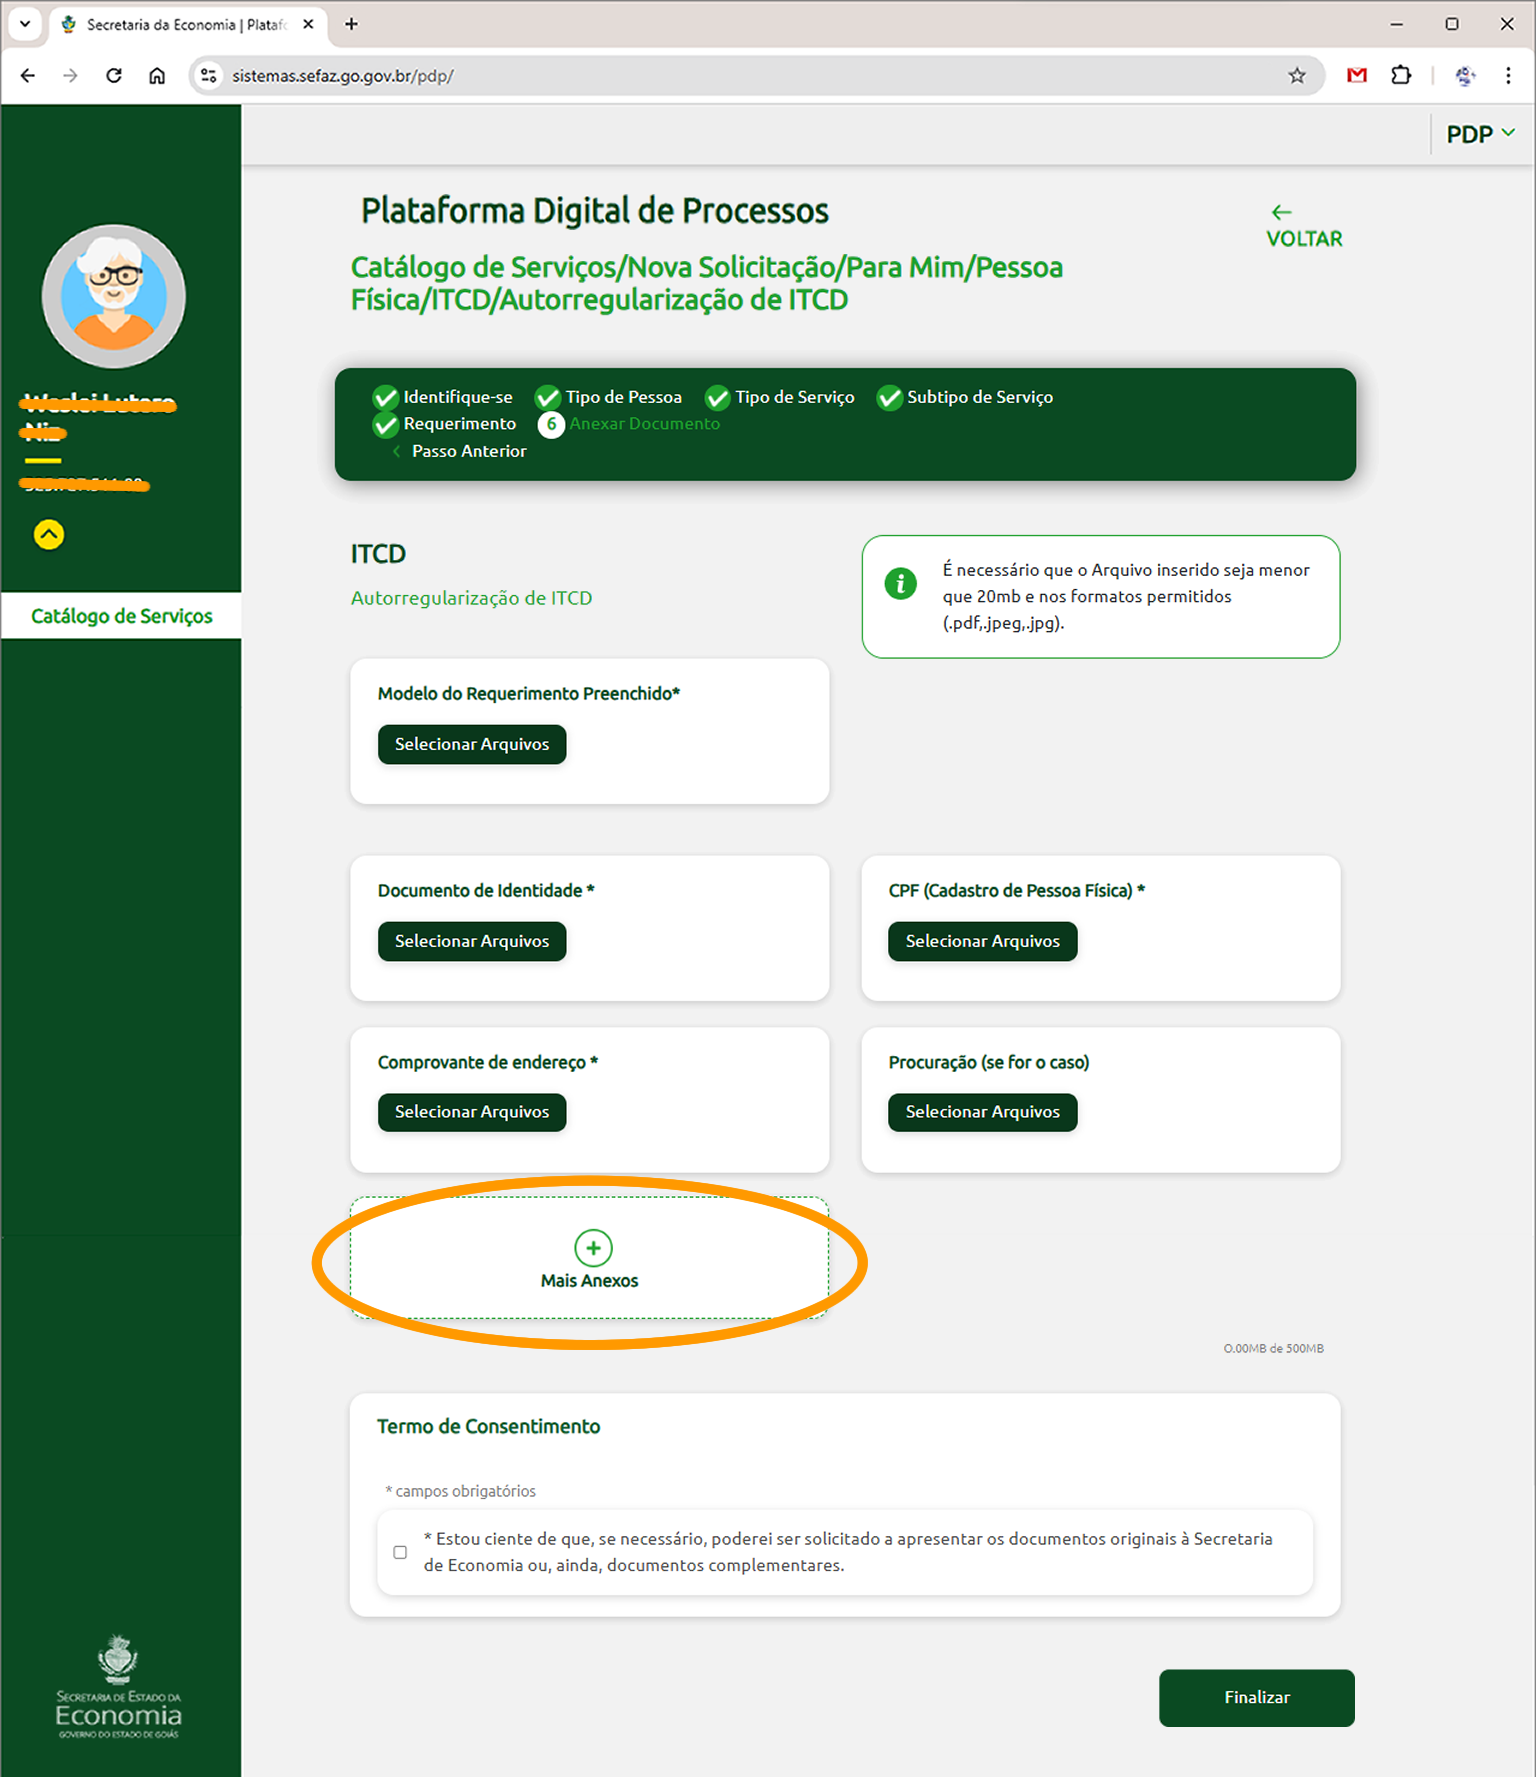 Secretaria da Economia | Plataf
sistemas.sefaz.go.gov.br/pdp/
PDP
Plataforma Digital de Processos
VOLTAR
Catálogo de Serviços/Nova Solicitação/Para Mim/Pessoa
Física/ITCD/Autorregularização de ITCD
Identifique-se Tipo de Pessoa Tipo de Serviço Subtipo de Serviço
Requerimento 6 Anexar Documento
Passo Anterior
Catálogo de Serviços
ITCD
Autorregularização de ITCD
É necessário que o Arquivo inserido seja menor
que 20mb e nos formatos permitidos
(.pdf,.jpeg,.jpg).
Modelo do Requerimento Preenchido*
Selecionar Arquivos
Documento de Identidade *
Selecionar Arquivos
CPF (Cadastro de Pessoa Física) *
Selecionar Arquivos
Comprovante de endereço *
Selecionar Arquivos
Procuração (se for o caso)
Selecionar Arquivos
Mais Anexos
0.00MB de 500MB
Termo de Consentimento
* campos obrigatórios
* Estou ciente de que, se necessário, poderei ser solicitado a apresentar os documentos originais à Secretaria
de Economia ou, ainda, documentos complementares.
Finalizar
SECRETARIA DE ESTADO DA
Economia
GOVERNO DO ESTADO DE GOIÁS